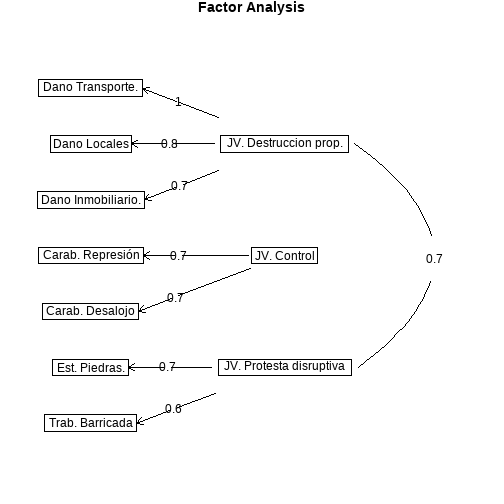 Factor Analysis
Dano Transporte.
1
Dano Locales
0.8
JV. Destruccion prop.
0.7
Dano Inmobiliario.
Carab. Represión
0.7
JV. Control
0.7
0.7
Carab. Desalojo
Est. Piedras.
0.7
JV. Protesta disruptiva
0.6
Trab. Barricada